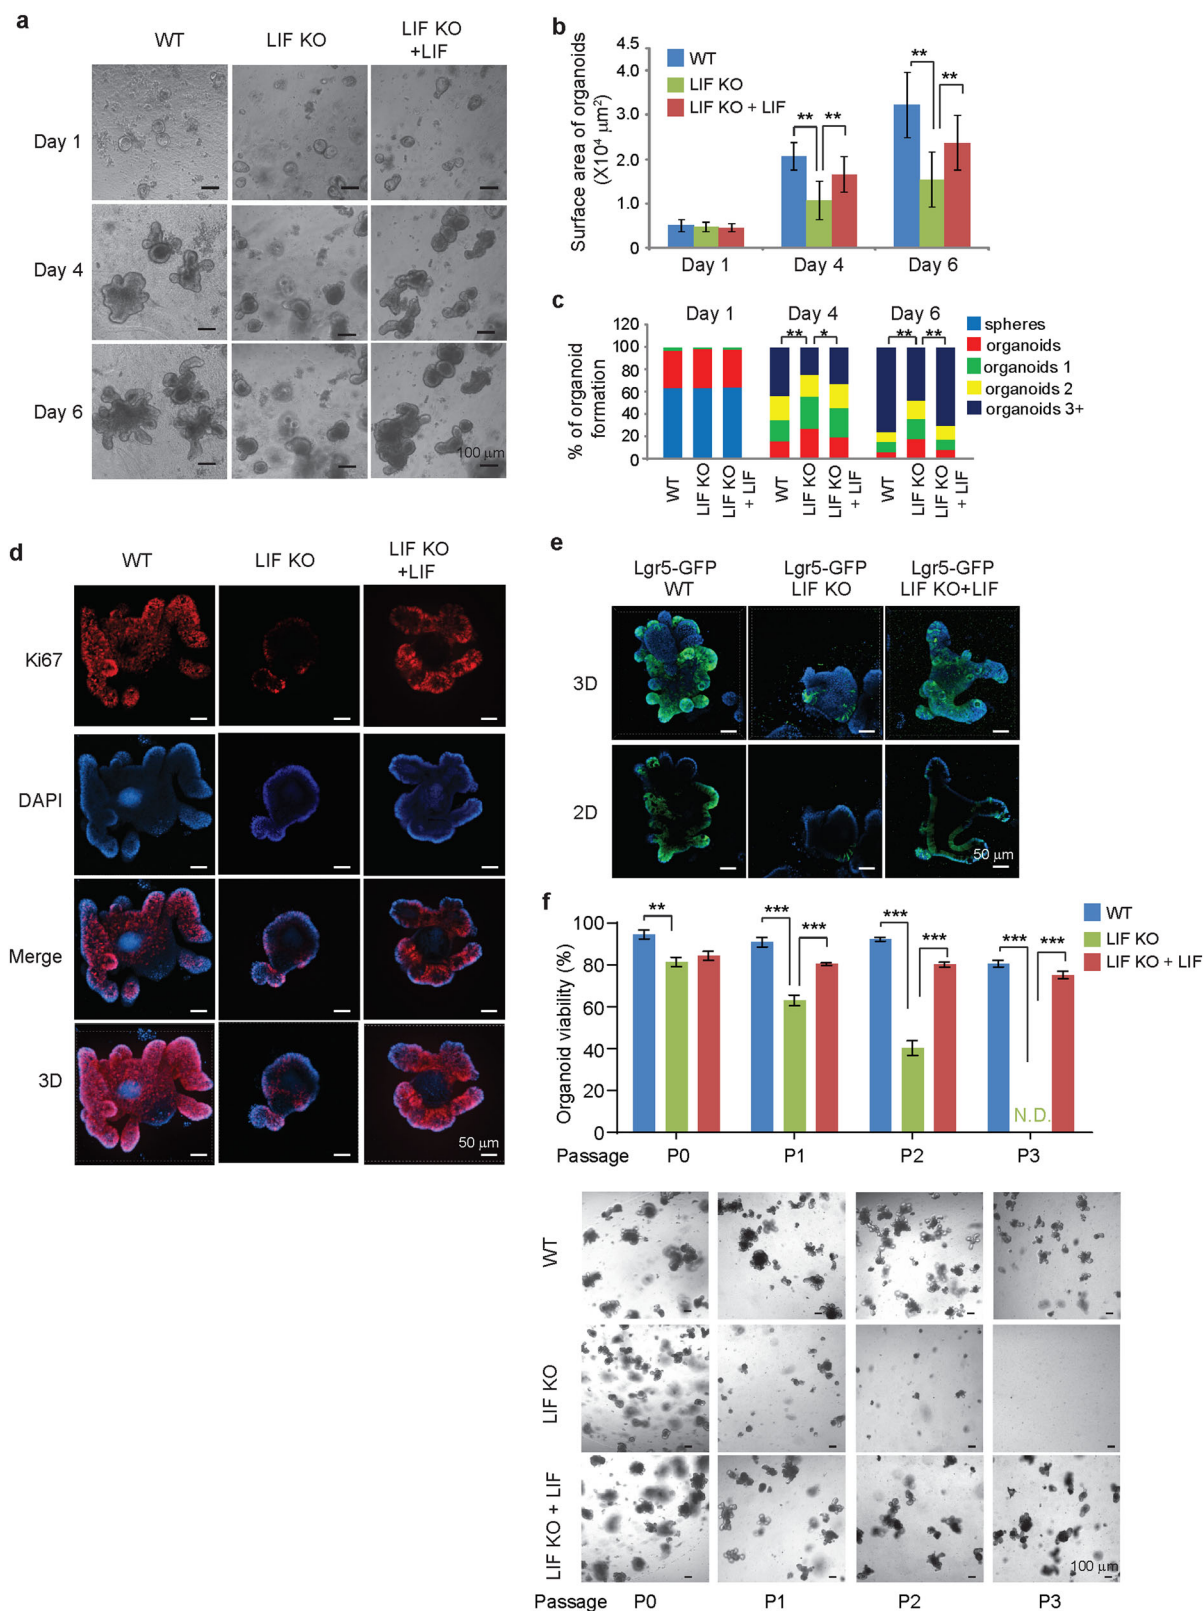 a
WT
LIF KO
LIF KO
+LIF
Day 1
Day 4
Day 6
100 μm
b
Surface area of organoids
(X10⁴ μm²)
4.5
4.0
3.0
2.0
1.0
0
WT
LIF KO
LIF KO + LIF
**
**
**
**
Day 1
Day 4
Day 6
c
% of organoid
formation
120
100
80
60
40
20
0
Day 1
Day 4
Day 6
**
*
**
**
spheres
organoids
organoids 1
organoids 2
organoids 3+
WT
LIF KO
LIF KO
+ LIF
WT
LIF KO
LIF KO
+ LIF
WT
LIF KO
LIF KO
+ LIF
d
WT
LIF KO
LIF KO
+LIF
Ki67
DAPI
Merge
3D
50 μm
e
Lgr5-GFP
WT
Lgr5-GFP
LIF KO
Lgr5-GFP
LIF KO+LIF
3D
2D
50 μm
f
Organoid viability (%)
100
80
60
40
20
0
**
***
***
***
***
***
***
N.D.
WT
LIF KO
LIF KO + LIF
Passage
P0
P1
P2
P3
WT
LIF KO
LIF KO + LIF
100 μm
Passage
P0
P1
P2
P3